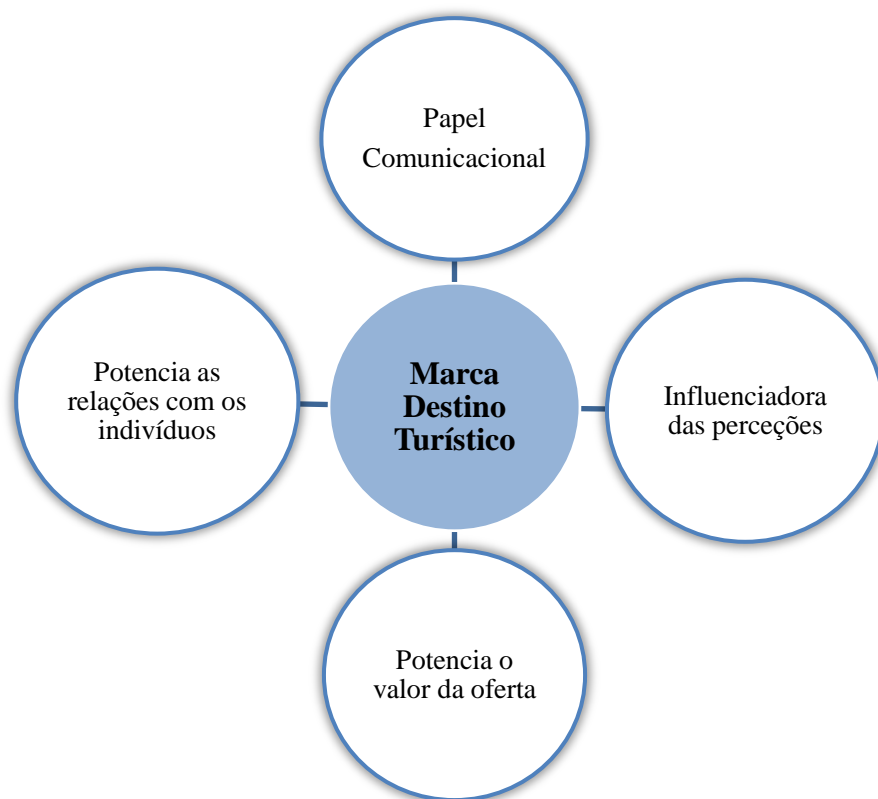 Papel
Comunicacional
Potencia as
relações com os
indivíduos
Marca
Destino
Turístico
Influenciadora
das perceções
Potencia o
valor da oferta